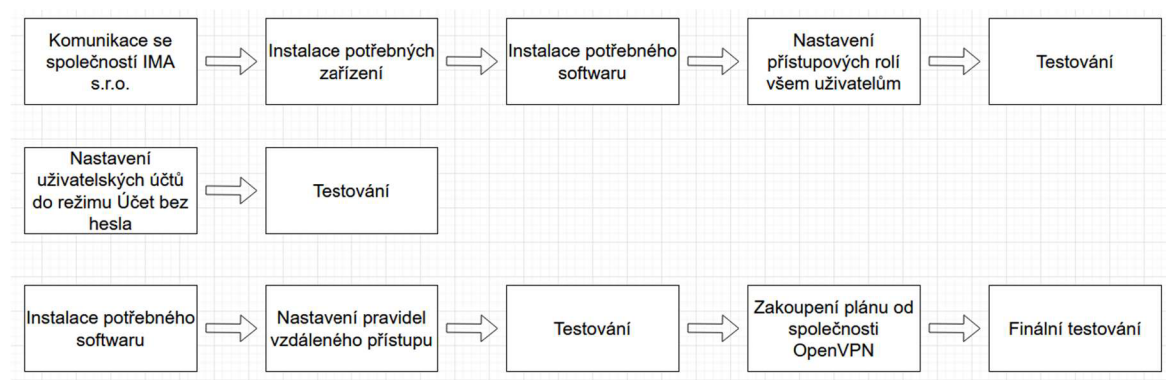 Komunikace se
společností IMA
s.r.o.
Instalace potřebných
zařízení
Instalace potřebného
softwaru
Nastavení
přístupových rolí
všem uživatelům
Testování
Nastavení
uživatelských účtů
do režimu Účet bez
hesla
Testování
Instalace potřebného
softwaru
Nastavení pravidel
vzdáleného přístupu
Testování
Zakoupení plánu od
společnosti
OpenVPN
Finální testování